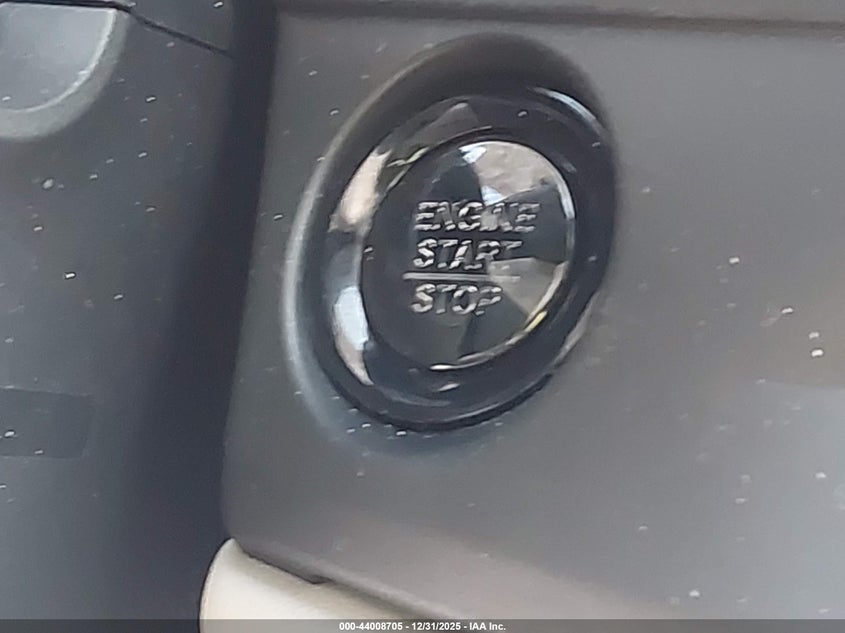 ENGINE
START
STOP
000-44008705 - 12/31/2025 - IAA Inc.